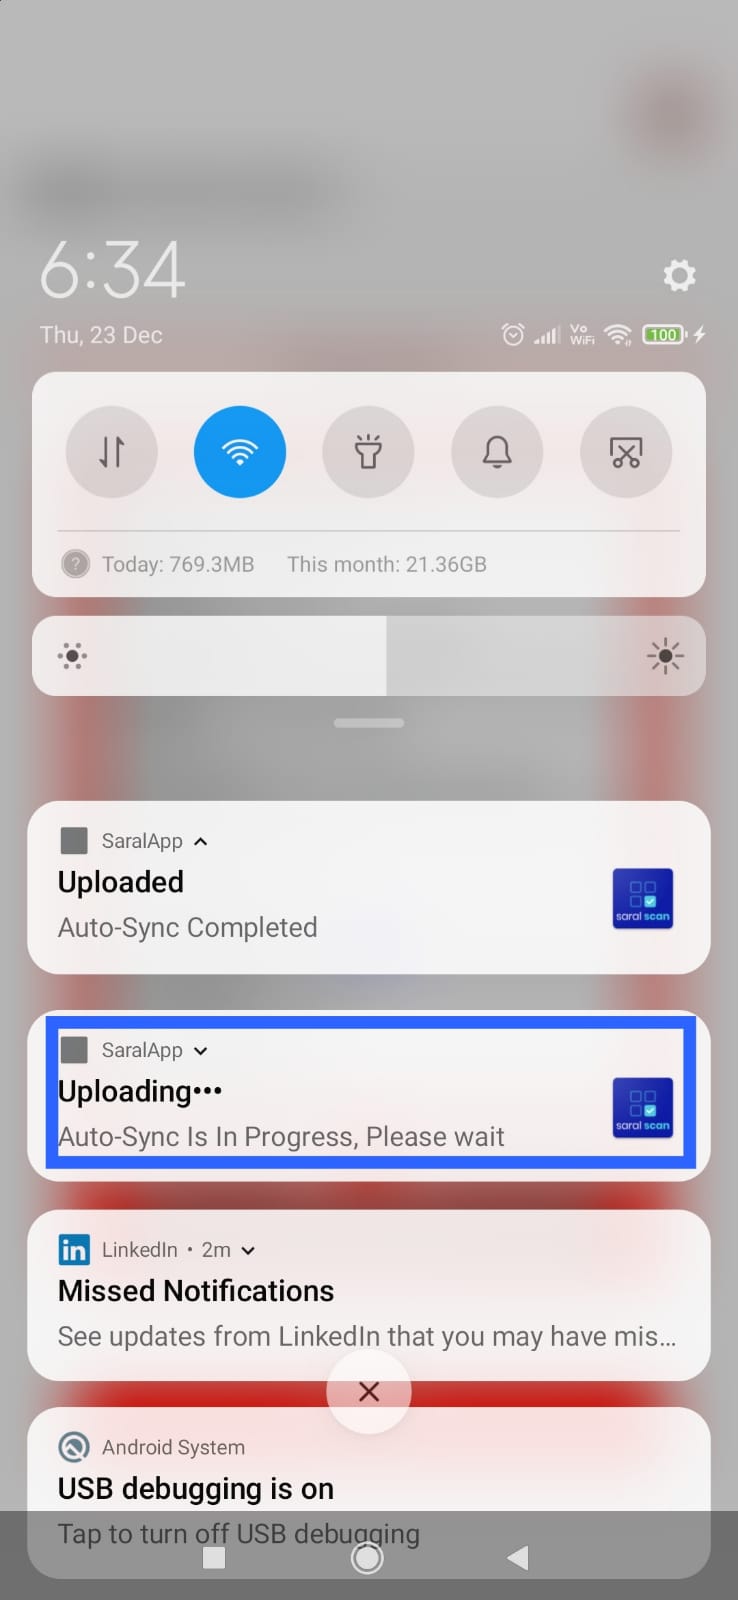 6:34
Thu, 23 Dec
Vo
WiFi
100
Today: 769.3MB This month: 21.36GB
SaralApp
Uploaded
Auto-Sync Completed
saral scan
SaralApp
Uploading•••
Auto-Sync Is In Progress, Please wait
saral scan
in LinkedIn • 2m
Missed Notifications
See updates from LinkedIn that you may have mis...
Android System
USB debugging is on
Tap to turn off USB debugging